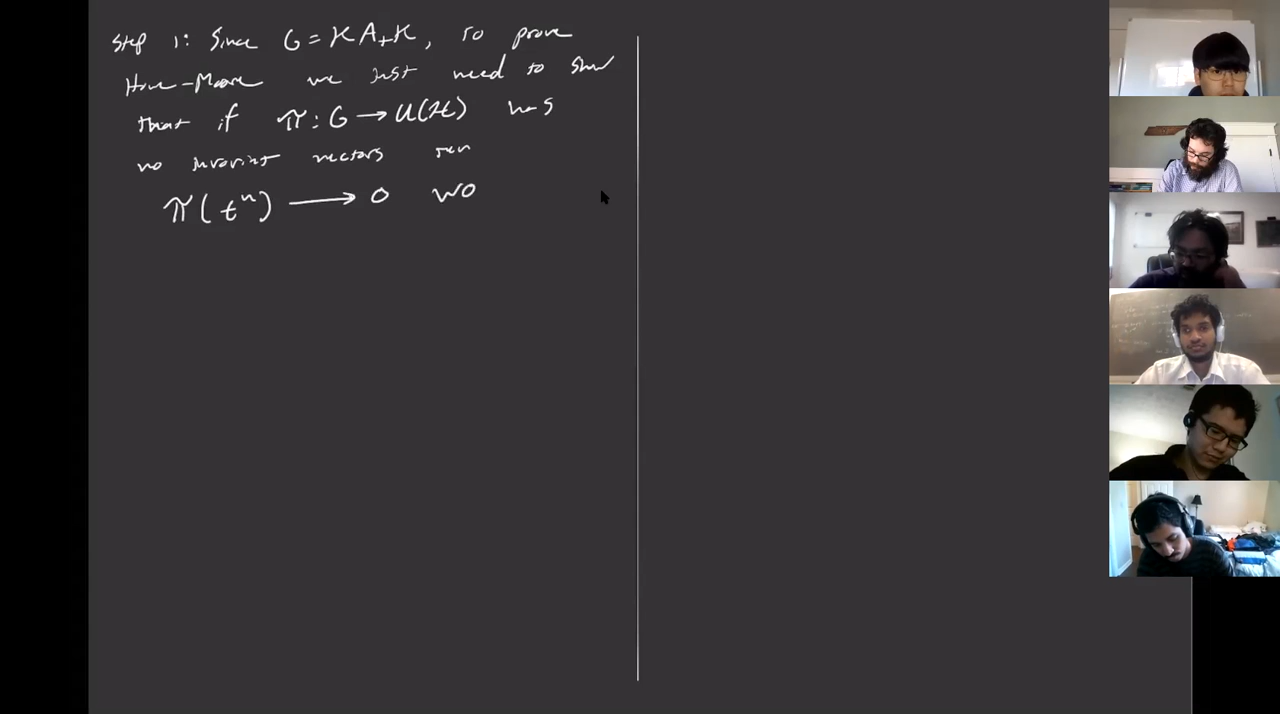 Step 1: Since G = K A₊ K, to prove
Howe-Moore we just need to show
that if π: G → U(H) has
no invariant vectors then
π(tⁿ) → 0 WO